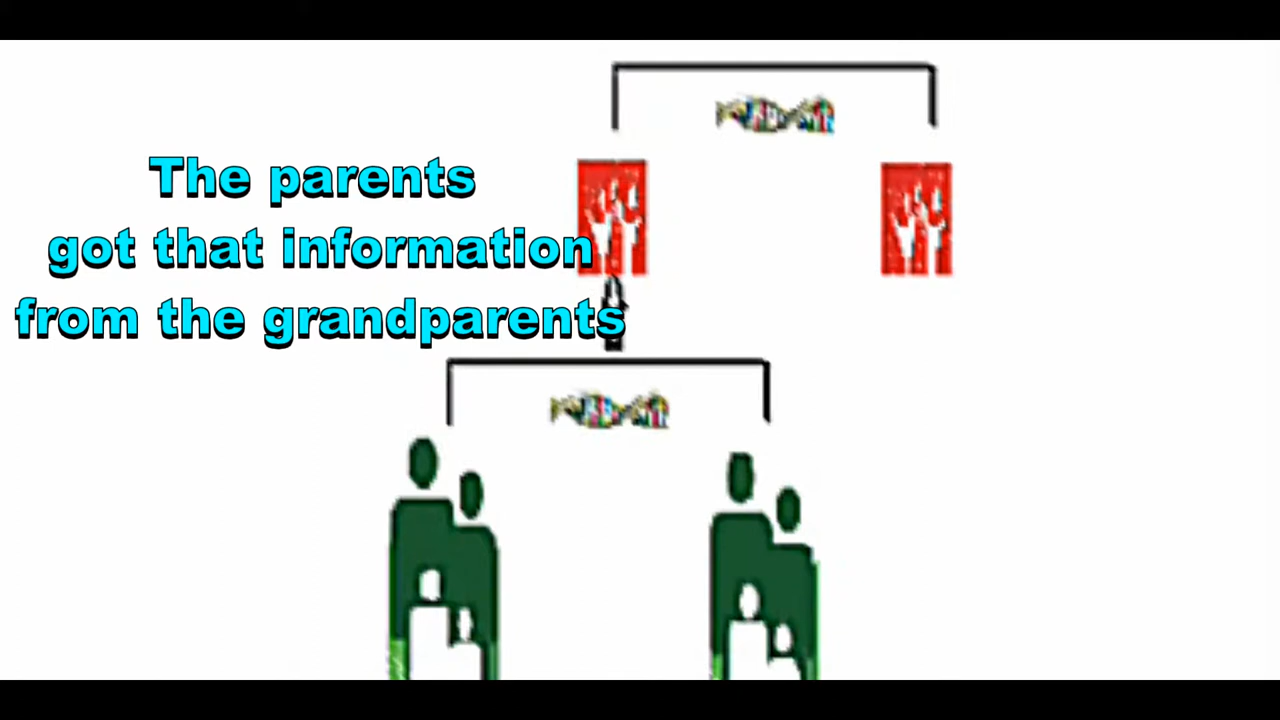 The parents
got that information
from the grandparents